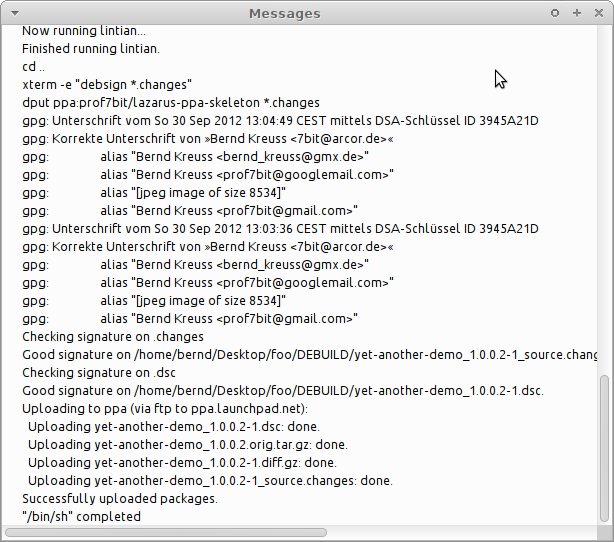 Messages
Now running lintian...
Finished running lintian.
cd ..
xterm -e "debsign *.changes"
dput ppa:prof7bit/lazarus-ppa-skeleton *.changes
gpg: Unterschrift vom So 30 Sep 2012 13:04:49 CEST mittels DSA-Schlüssel ID 3945A21D
gpg: Korrekte Unterschrift von »Bernd Kreuss <7bit@arcor.de>«
gpg:                alias "Bernd Kreuss <bernd_kreuss@gmx.de>"
gpg:                alias "Bernd Kreuss <prof7bit@googlemail.com>"
gpg:                alias "[jpeg image of size 8534]"
gpg:                alias "Bernd Kreuss <prof7bit@gmail.com>"
gpg: Unterschrift vom So 30 Sep 2012 13:03:36 CEST mittels DSA-Schlüssel ID 3945A21D
gpg: Korrekte Unterschrift von »Bernd Kreuss <7bit@arcor.de>«
gpg:                alias "Bernd Kreuss <bernd_kreuss@gmx.de>"
gpg:                alias "Bernd Kreuss <prof7bit@googlemail.com>"
gpg:                alias "[jpeg image of size 8534]"
gpg:                alias "Bernd Kreuss <prof7bit@gmail.com>"
Checking signature on .changes
Good signature on /home/bernd/Desktop/foo/DEBUILD/yet-another-demo_1.0.0.2-1_source.chang
Checking signature on .dsc
Good signature on /home/bernd/Desktop/foo/DEBUILD/yet-another-demo_1.0.0.2-1.dsc.
Uploading to ppa (via ftp to ppa.launchpad.net):
  Uploading yet-another-demo_1.0.0.2-1.dsc: done.
  Uploading yet-another-demo_1.0.0.2.orig.tar.gz: done.
  Uploading yet-another-demo_1.0.0.2-1.diff.gz: done.
  Uploading yet-another-demo_1.0.0.2-1_source.changes: done.
Successfully uploaded packages.
"/bin/sh" completed